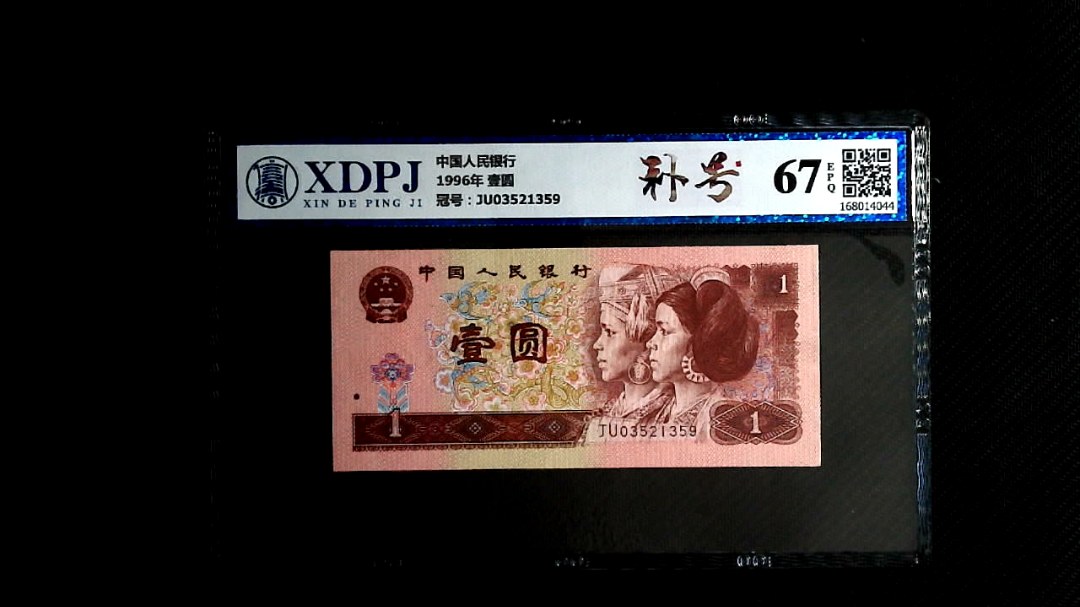 XDPJ
XIN DE PING JI
中国人民银行
1996年 壹圆
冠号：JU03521359
补号
67
EPQ
168014044
中国人民银行
1
壹圆
1
JU03521359
1